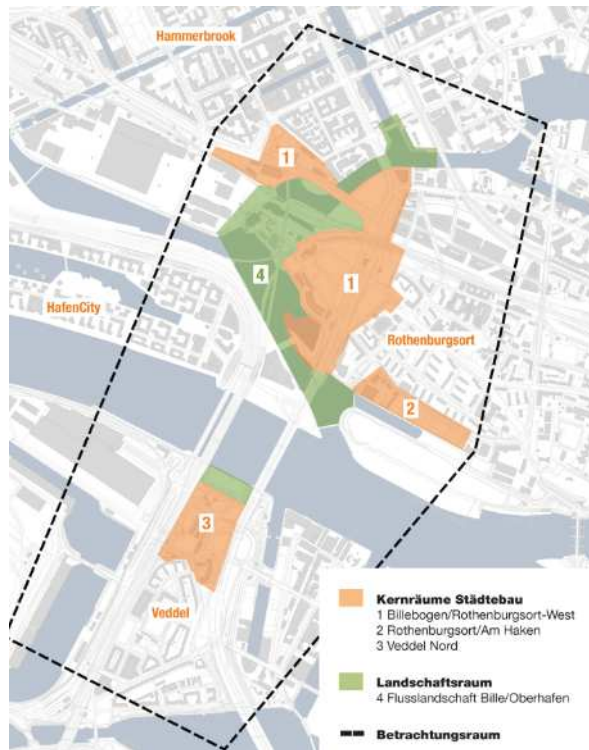 Hammerbrook
1
4
1
HafenCity
Rothenburgsort
2
3
Veddel
Kernräume Städtebau
1 Billebogen/Rothenburgsort-West
2 Rothenburgsort/Am Haken
3 Veddel Nord
Landschaftsraum
4 Flusslandschaft Bille/Oberhafen
Betrachtungsraum